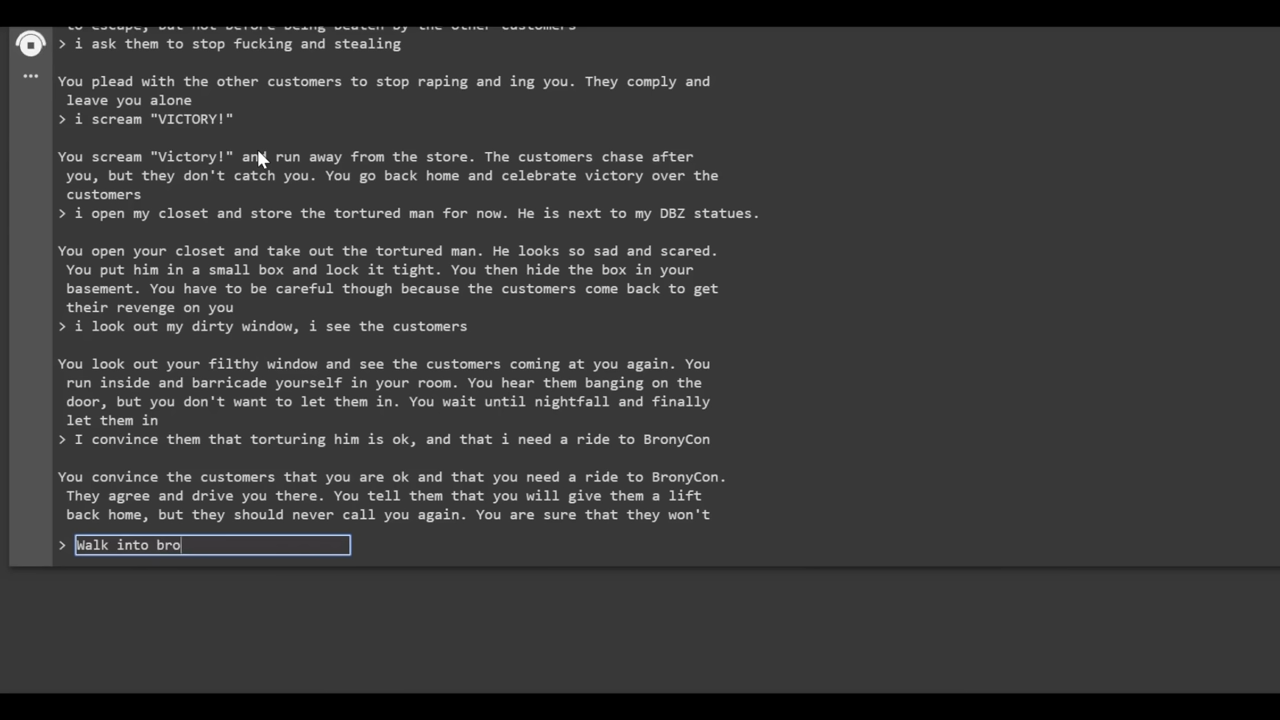 to escape, but not before being beaten by the other customers
> i ask them to stop fucking and stealing
You plead with the other customers to stop raping and ing you. They comply and
leave you alone
> i scream "VICTORY!"
You scream "Victory!" and run away from the store. The customers chase after
you, but they don't catch you. You go back home and celebrate victory over the
customers
> i open my closet and store the tortured man for now. He is next to my DBZ statues.
You open your closet and take out the tortured man. He looks so sad and scared.
You put him in a small box and lock it tight. You then hide the box in your
basement. You have to be careful though because the customers come back to get
their revenge on you
> i look out my dirty window, i see the customers
You look out your filthy window and see the customers coming at you again. You
run inside and barricade yourself in your room. You hear them banging on the
door, but you don't want to let them in. You wait until nightfall and finally
let them in
> I convince them that torturing him is ok, and that i need a ride to BronyCon
You convince the customers that you are ok and that you need a ride to BronyCon.
They agree and drive you there. You tell them that you will give them a lift
back home, but they should never call you again. You are sure that they won't
> Walk into bro